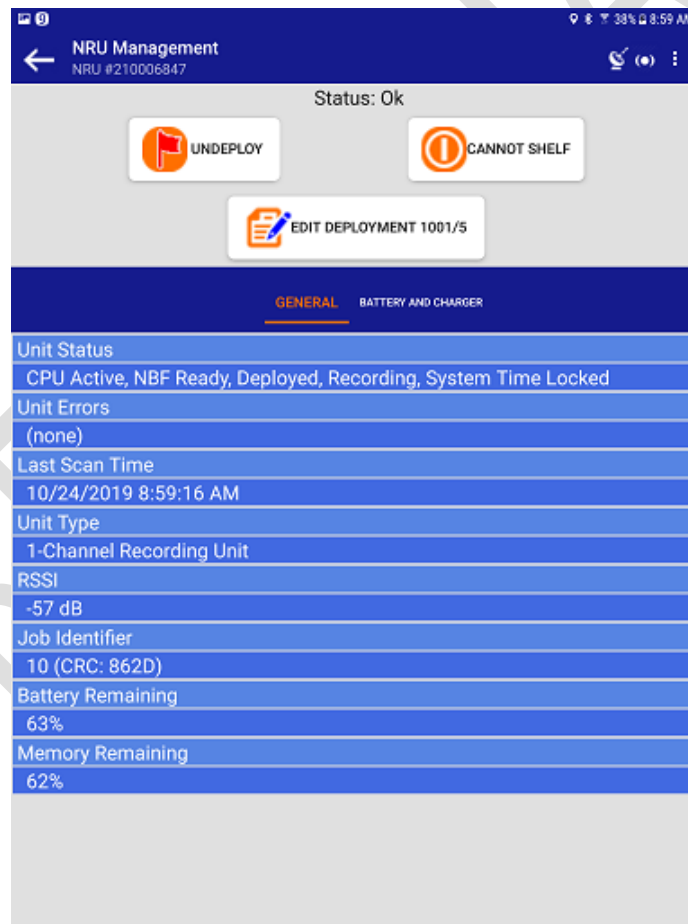 38% 8:59 AM
NRU Management
NRU #210006847
Status: Ok
UNDEPLOY
CANNOT SHELF
EDIT DEPLOYMENT 1001/5
GENERAL BATTERY AND CHARGER
Unit Status
CPU Active, NBF Ready, Deployed, Recording, System Time Locked
Unit Errors
(none)
Last Scan Time
10/24/2019 8:59:16 AM
Unit Type
1-Channel Recording Unit
RSSI
-57 dB
Job Identifier
10 (CRC: 862D)
Battery Remaining
63%
Memory Remaining
62%